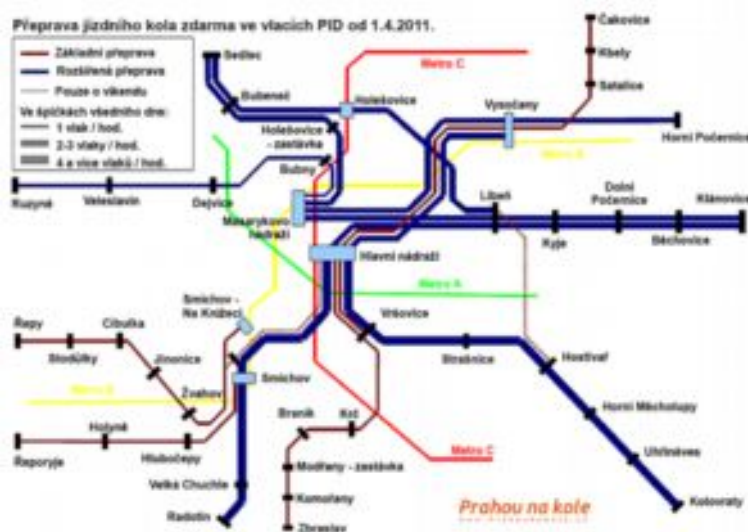 Přeprava jízdního kola zdarma ve vlacích PID od 1.4.2011.
Základní přeprava
Rozšířená přeprava
Pouze o víkendu
Ve špičkách všedního dne:
1 vlak / hod.
2-3 vlaky / hod.
4 a více vlaků / hod.
Sedlec
Bubeneč
Metro C
Holešovice
Čakovice
Kbely
Satalice
Vysočany
Horní Počernice
Holešovice
- zastávka
Bubny
Metro B
Ruzyně
Veleslavín
Dejvice
Masarykovo
nádraží
Libeň
Dolní
Počernice
Klánovice
Kyje
Běchovice
Hlavní nádraží
Metro A
Smíchov -
Na Knížecí
Vršovice
Strašnice
Hostivař
Řepy
Cibulka
Stodůlky
Jinonice
Žvahov
Metro B
Smíchov
Holyně
Řeporyje
Hlubočepy
Braník
Krč
Horní Měcholupy
Metro C
Modřany - zastávka
Uhříněves
Velká Chuchle
Komořany
Kolovraty
Radotín
Zbraslav
Prahou na kole